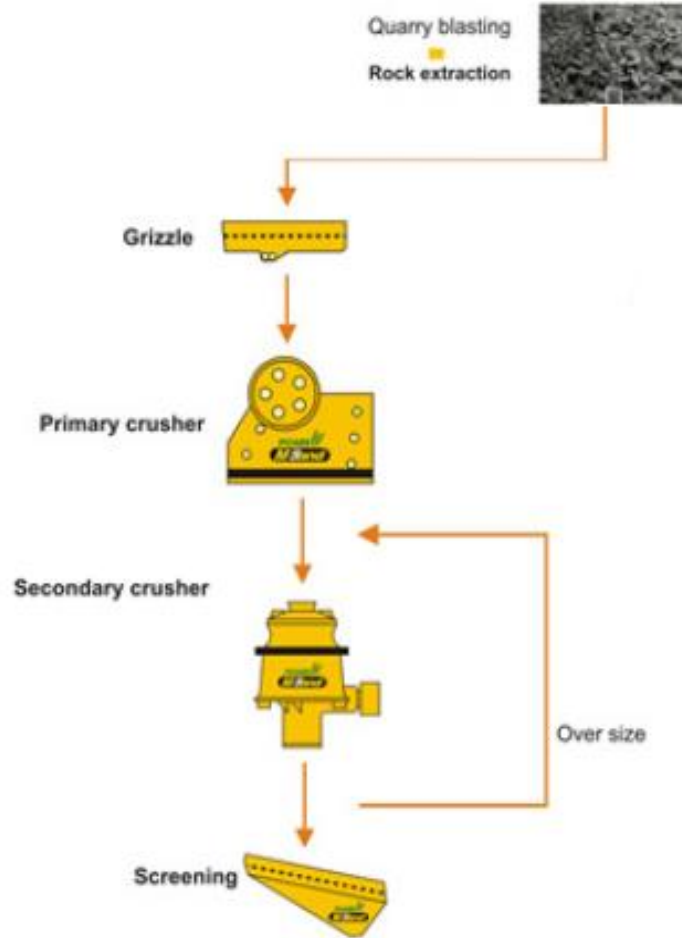 Quarry blasting
Rock extraction
Grizzle
Primary crusher
Secondary crusher
Over size
Screening